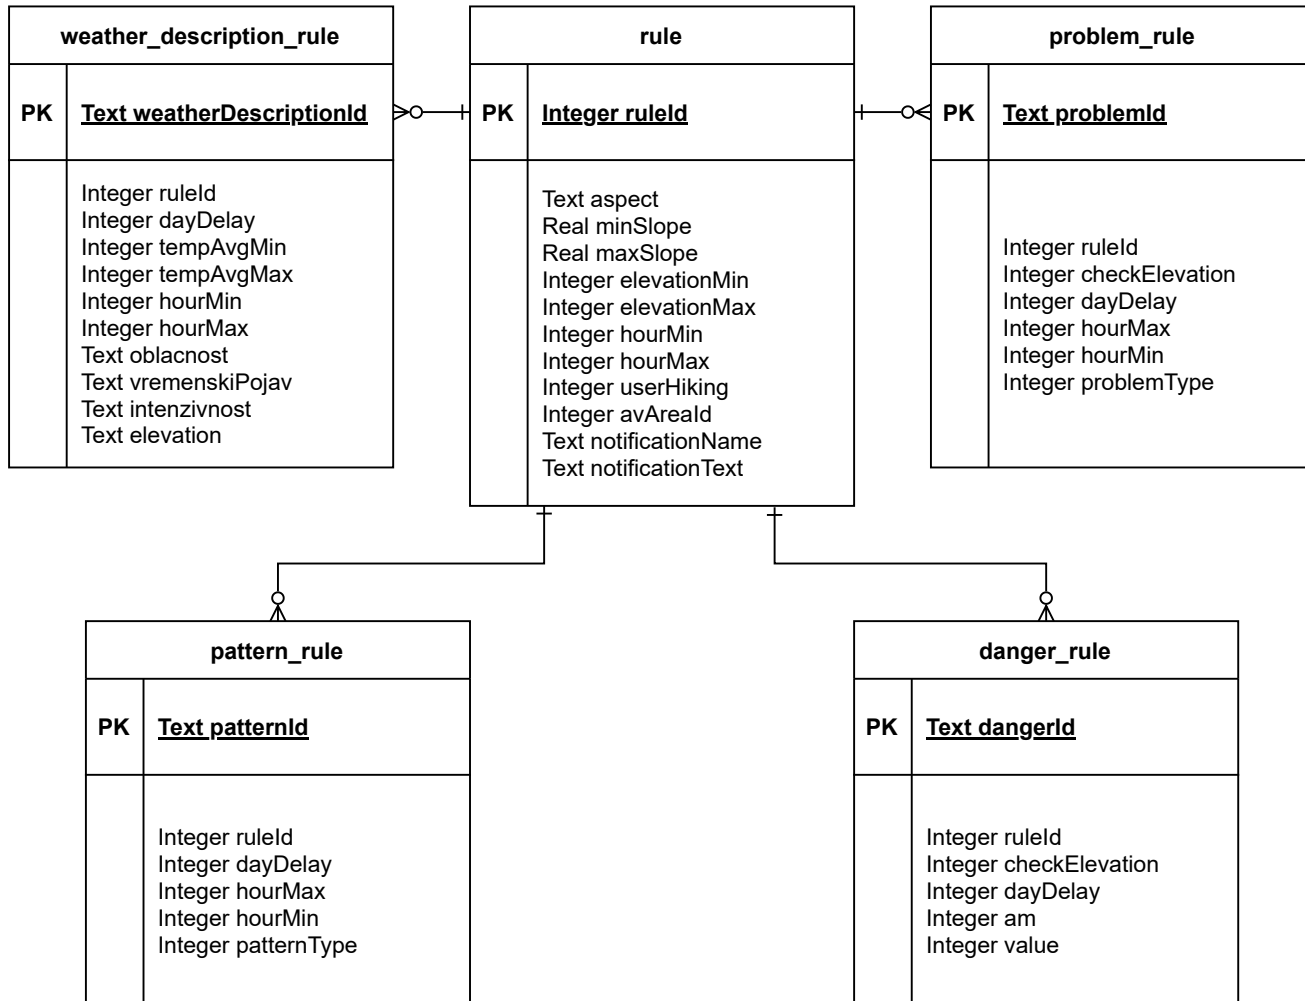 weather_description_rule
PK
Text weatherDescriptionId
Integer ruleId
Integer dayDelay
Integer tempAvgMin
Integer tempAvgMax
Integer hourMin
Integer hourMax
Text oblacnost
Text vremenskiPojav
Text intenzivnost
Text elevation
rule
PK
Integer ruleId
Text aspect
Real minSlope
Real maxSlope
Integer elevationMin
Integer elevationMax
Integer hourMin
Integer hourMax
Integer userHiking
Integer avAreaId
Text notificationName
Text notificationText
problem_rule
PK
Text problemId
Integer ruleId
Integer checkElevation
Integer dayDelay
Integer hourMax
Integer hourMin
Integer problemType
pattern_rule
PK
Text patternId
Integer ruleId
Integer dayDelay
Integer hourMax
Integer hourMin
Integer patternType
danger_rule
PK
Text dangerId
Integer ruleId
Integer checkElevation
Integer dayDelay
Integer am
Integer value